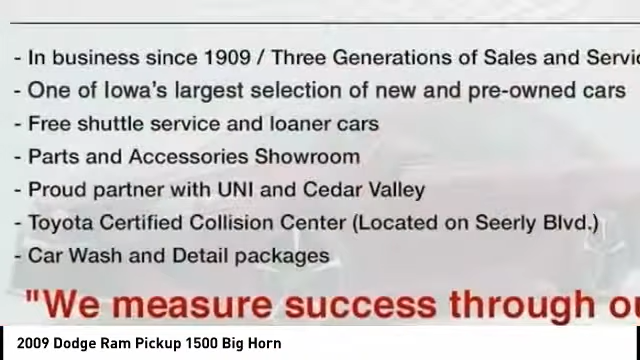 - In business since 1909 / Three Generations of Sales and
- One of Iowa's largest selection of new and pre-owned cars
- Free shuttle service and loaner cars
- Parts and Accessories Showroom
- Proud partner with UNI and Cedar Valley
- Toyota Certified Collision Center (Located on Seerly Blvd.)
- Car Wash and Detail packages
"We measure success through
2009 Dodge Ram Pickup 1500 Big Horn